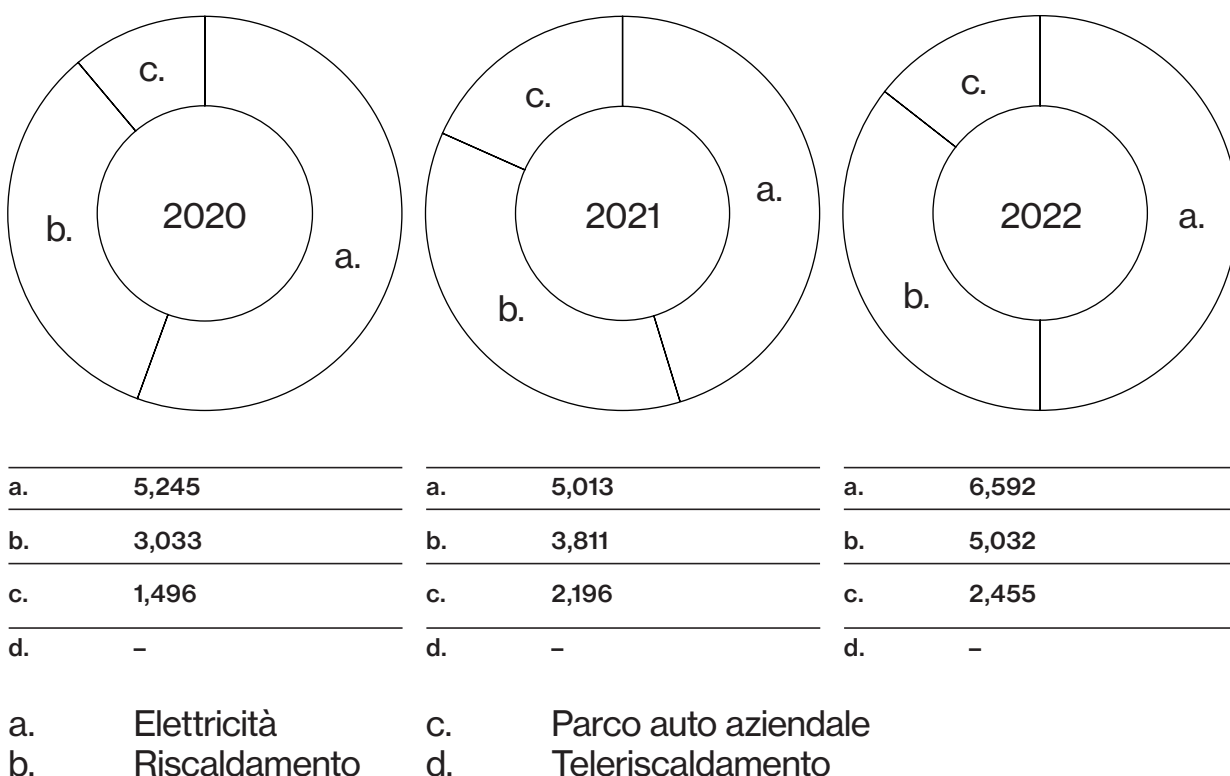 c.
b.
2020
a.
c.
a.
2021
b.
c.
a.
2022
b.
a. 5,245
b. 3,033
c. 1,496
d. –
a. 5,013
b. 3,811
c. 2,196
d. –
a. 6,592
b. 5,032
c. 2,455
d. –
a. Elettricità
b. Riscaldamento
c. Parco auto aziendale
d. Teleriscaldamento